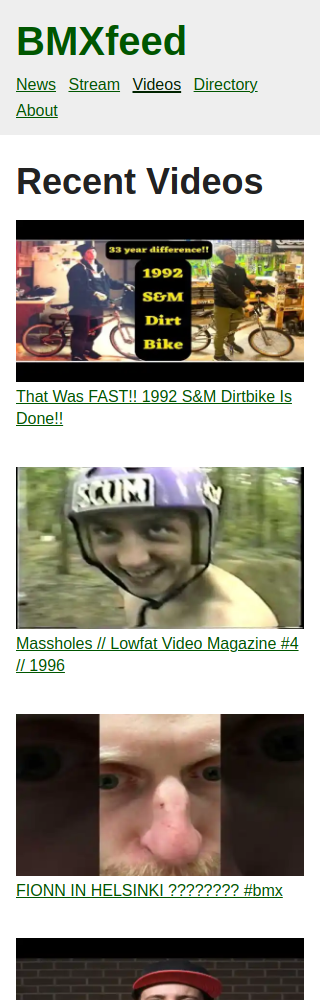 BMXfeed
News Stream Videos Directory
About
Recent Videos
33 year difference!!
1992
S&M
Dirt
Bike
That Was FAST!! 1992 S&M Dirtbike Is
Done!!
SCUM
Massholes // Lowfat Video Magazine #4
// 1996
FIONN IN HELSINKI ???????? #bmx